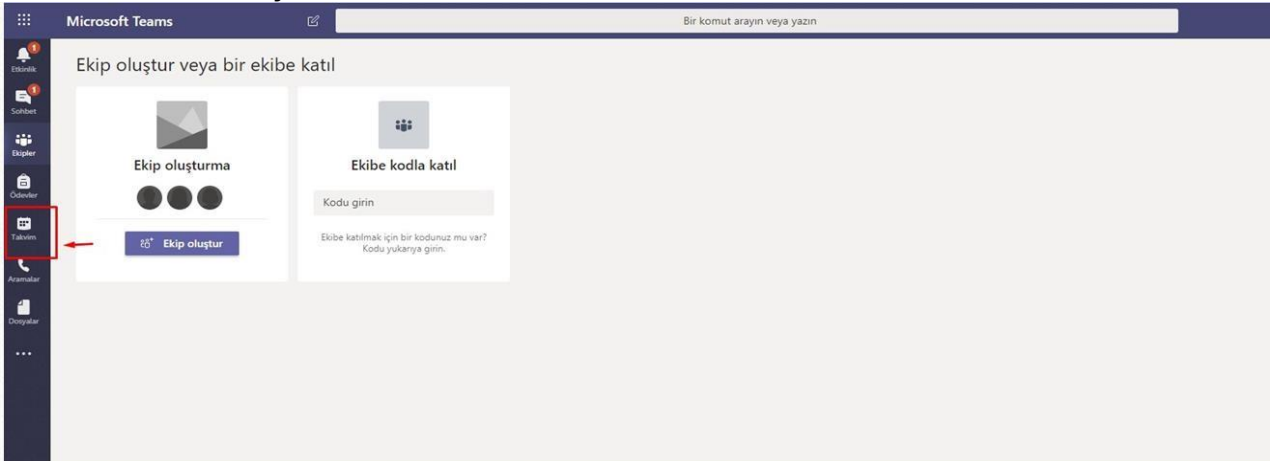 Microsoft Teams
Bir komut arayın veya yazın
1
Etkinlik
1
Sohbet
Ekipler
Ödevler
Takvim
Aramalar
Dosyalar
Ekip oluştur veya bir ekibe katıl
Ekip oluşturma
Ekip oluştur
Ekibe kodla katıl
Kodu girin
Ekibe katılmak için bir kodunuz mu var?
Kodu yukarıya girin.